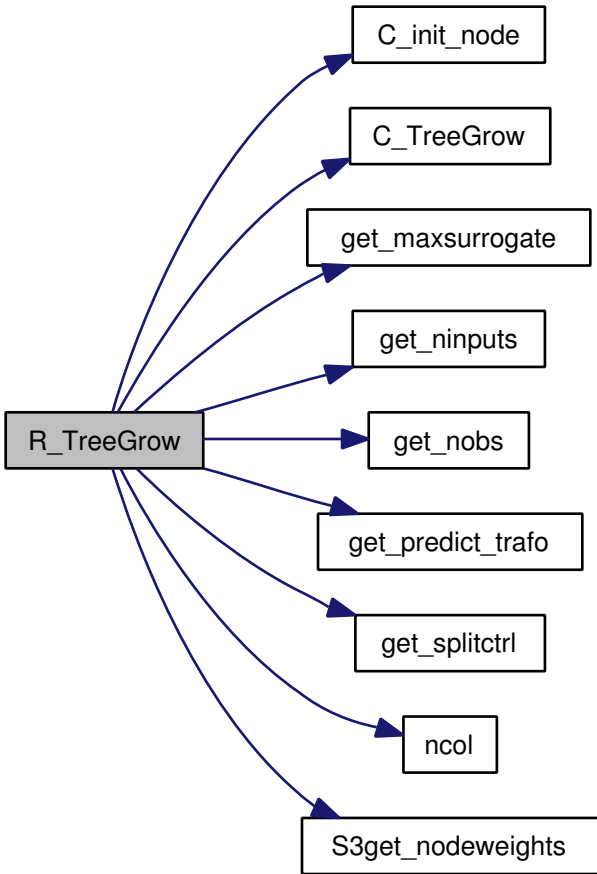 C_init_node
C_TreeGrow
get_maxsurrogate
get_ninputs
R_TreeGrow
get_nobs
get_predict_trafo
get_splitctrl
ncol
S3get_nodeweights